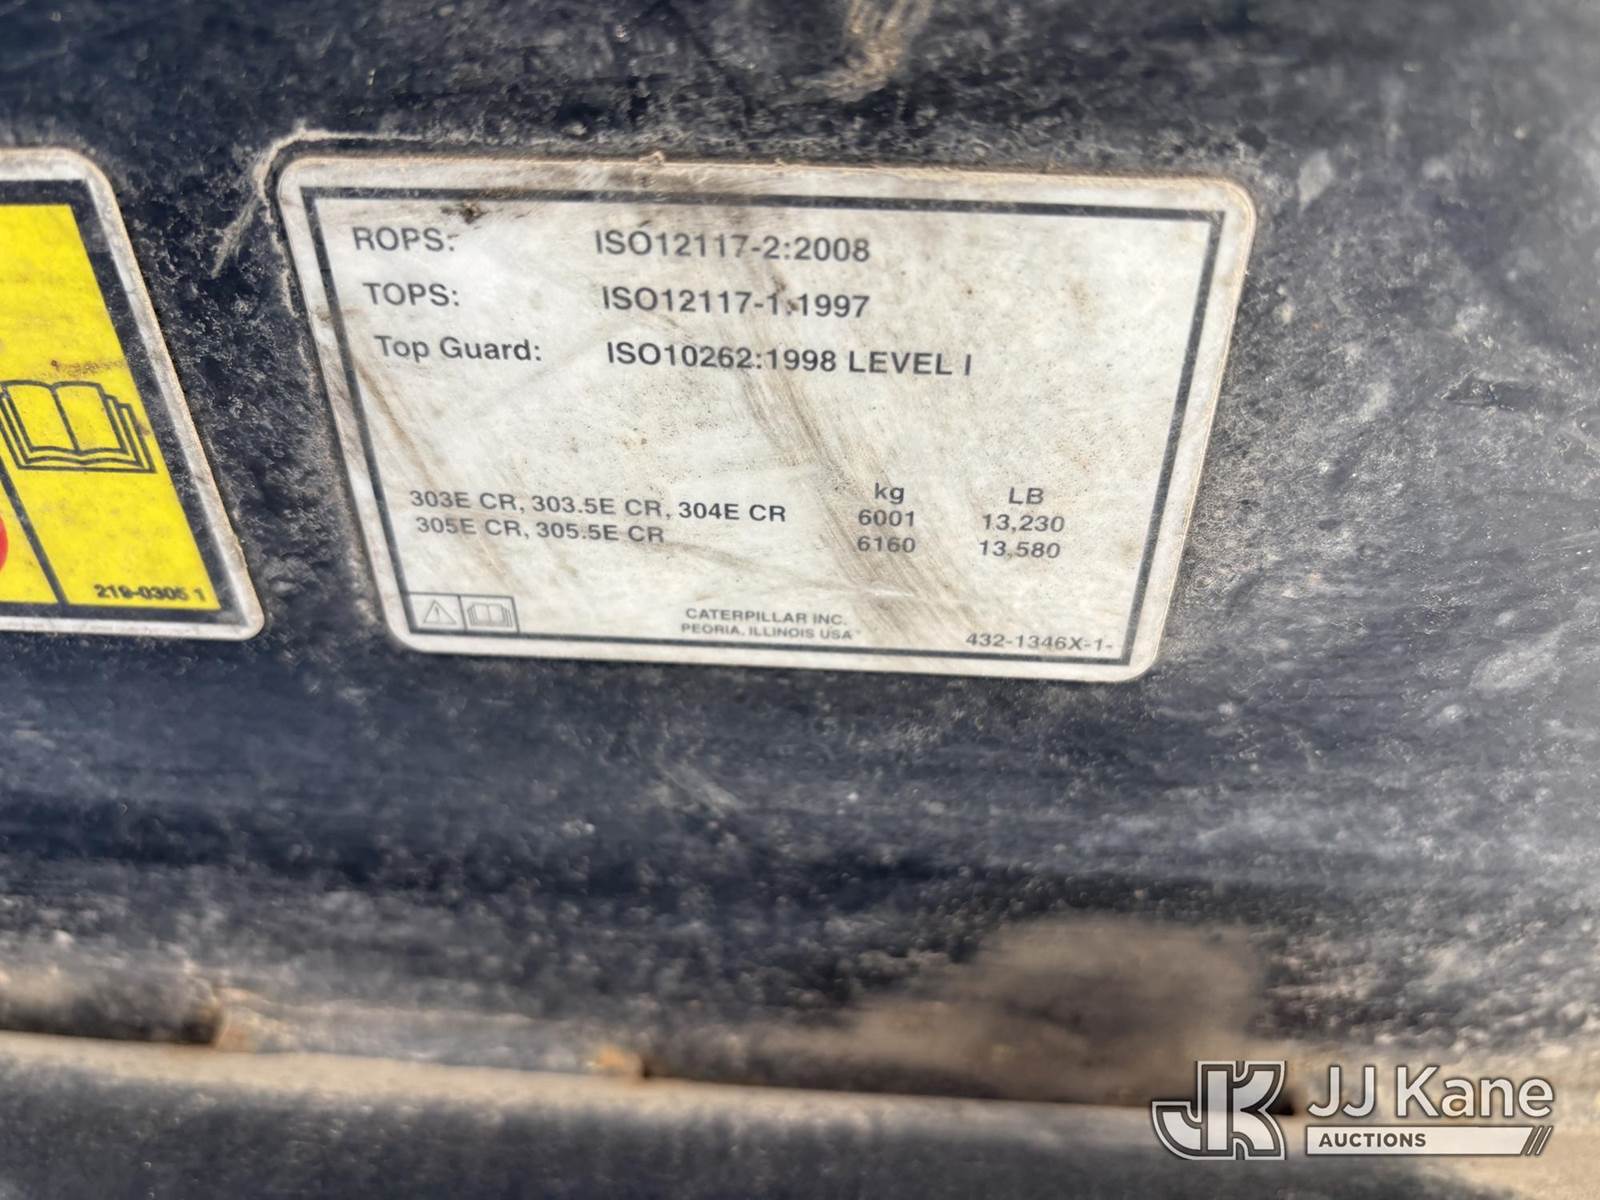 ROPS: ISO12117-2:2008
TOPS: ISO12117-1:1997
Top Guard: ISO10262:1998 LEVEL I
kg LB
303E CR, 303.5E CR, 304E CR 6001 13,230
305E CR, 305.5E CR 6160 13,580
CATERPILLAR INC.
PEORIA, ILLINOIS USA
432-1346X-1-
219-0305 1
JJ Kane
AUCTIONS